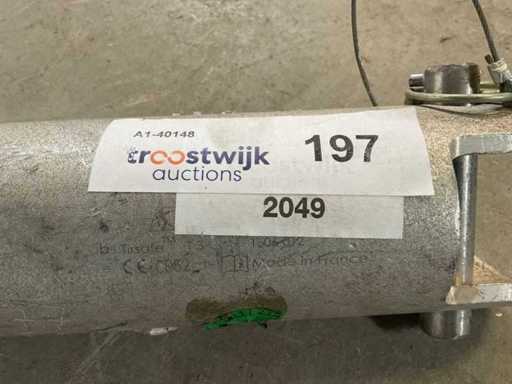 A1-40148
troostwijk
auctions
197
2049
Made in France